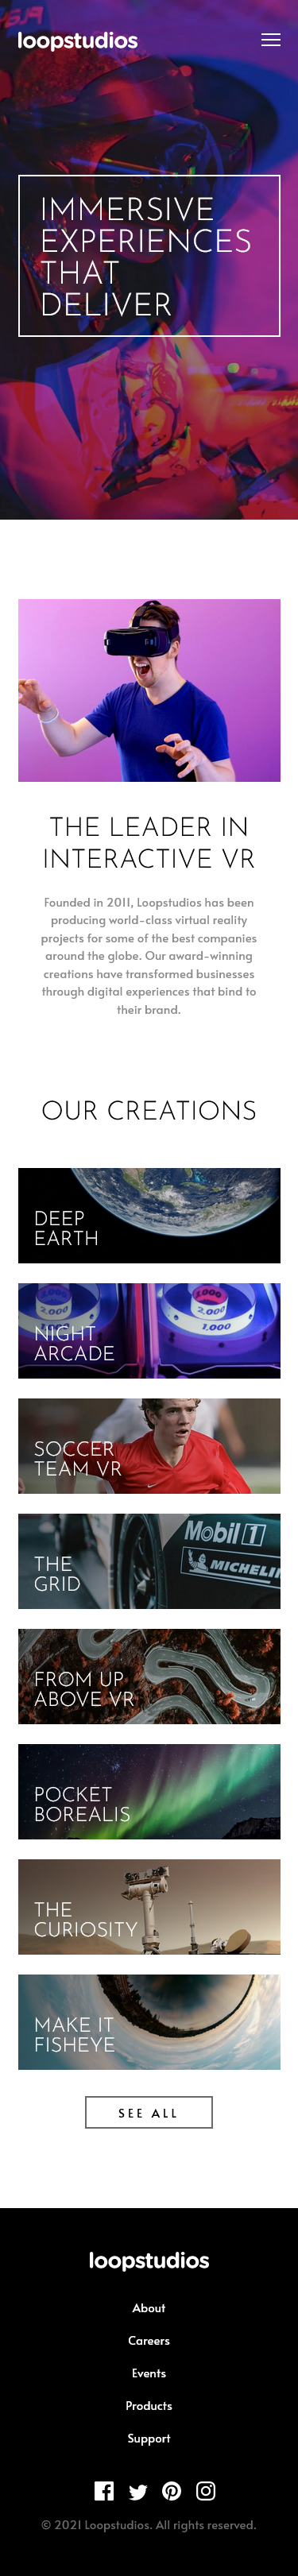 loopstudios
IMMERSIVE
EXPERIENCES
THAT
DELIVER
THE LEADER IN
INTERACTIVE VR
Founded in 2011, Loopstudios has been
producing world-class virtual reality
projects for some of the best companies
around the globe. Our award-winning
creations have transformed businesses
through digital experiences that bind to
their brand.
OUR CREATIONS
DEEP
EARTH
1.000
1.000
2.000
2.000
1.000
NIGHT
ARCADE
SOCCER
TEAM VR
Mobil 1
MICHELIN
THE
GRID
FROM UP
ABOVE VR
POCKET
BOREALIS
THE
CURIOSITY
MAKE IT
FISHEYE
SEE ALL
loopstudios
About
Careers
Events
Products
Support
© 2021 Loopstudios. All rights reserved.